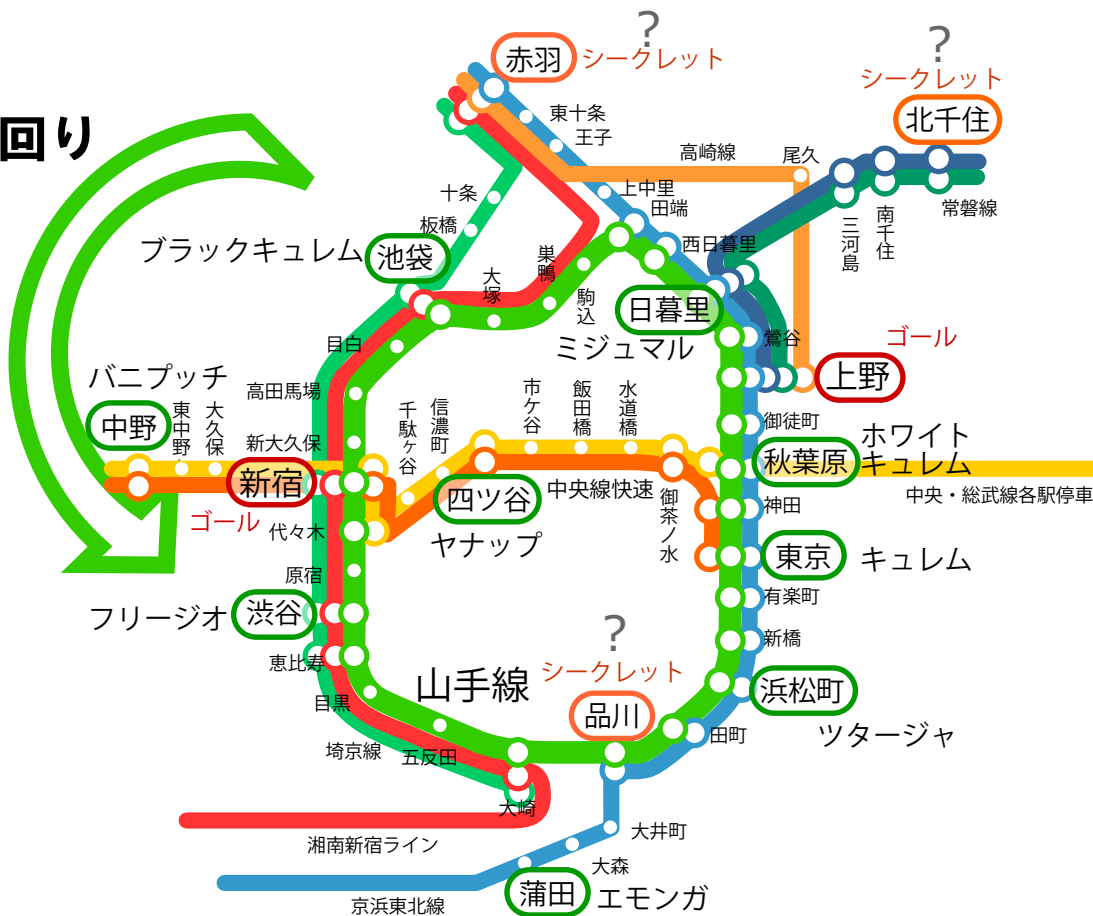 ?
赤羽
シークレット
?
シークレット
北千住
回り
東十条
王子
高崎線
尾久
十条
上中里
田端
三河島
南千住
常磐線
板橋
ブラックキュレム
池袋
西日暮里
巣鴨
大塚
駒込
日暮里
鶯谷
ゴール
目白
ミジュマル
上野
バニプッチ
高田馬場
中野
東中野
大久保
新大久保
千駄ヶ谷
信濃町
市ケ谷
飯田橋
水道橋
御徒町
ホワイト
キュレム
秋葉原
新宿
四ツ谷
中央線快速
御茶ノ水
中央・総武線各駅停車
神田
ゴール
代々木
ヤナップ
東京
キュレム
原宿
有楽町
フリージオ
渋谷
?
新橋
恵比寿
シークレット
山手線
浜松町
目黒
品川
田町
ツタージャ
埼京線
五反田
大崎
大井町
湘南新宿ライン
大森
蒲田
エモンガ
京浜東北線